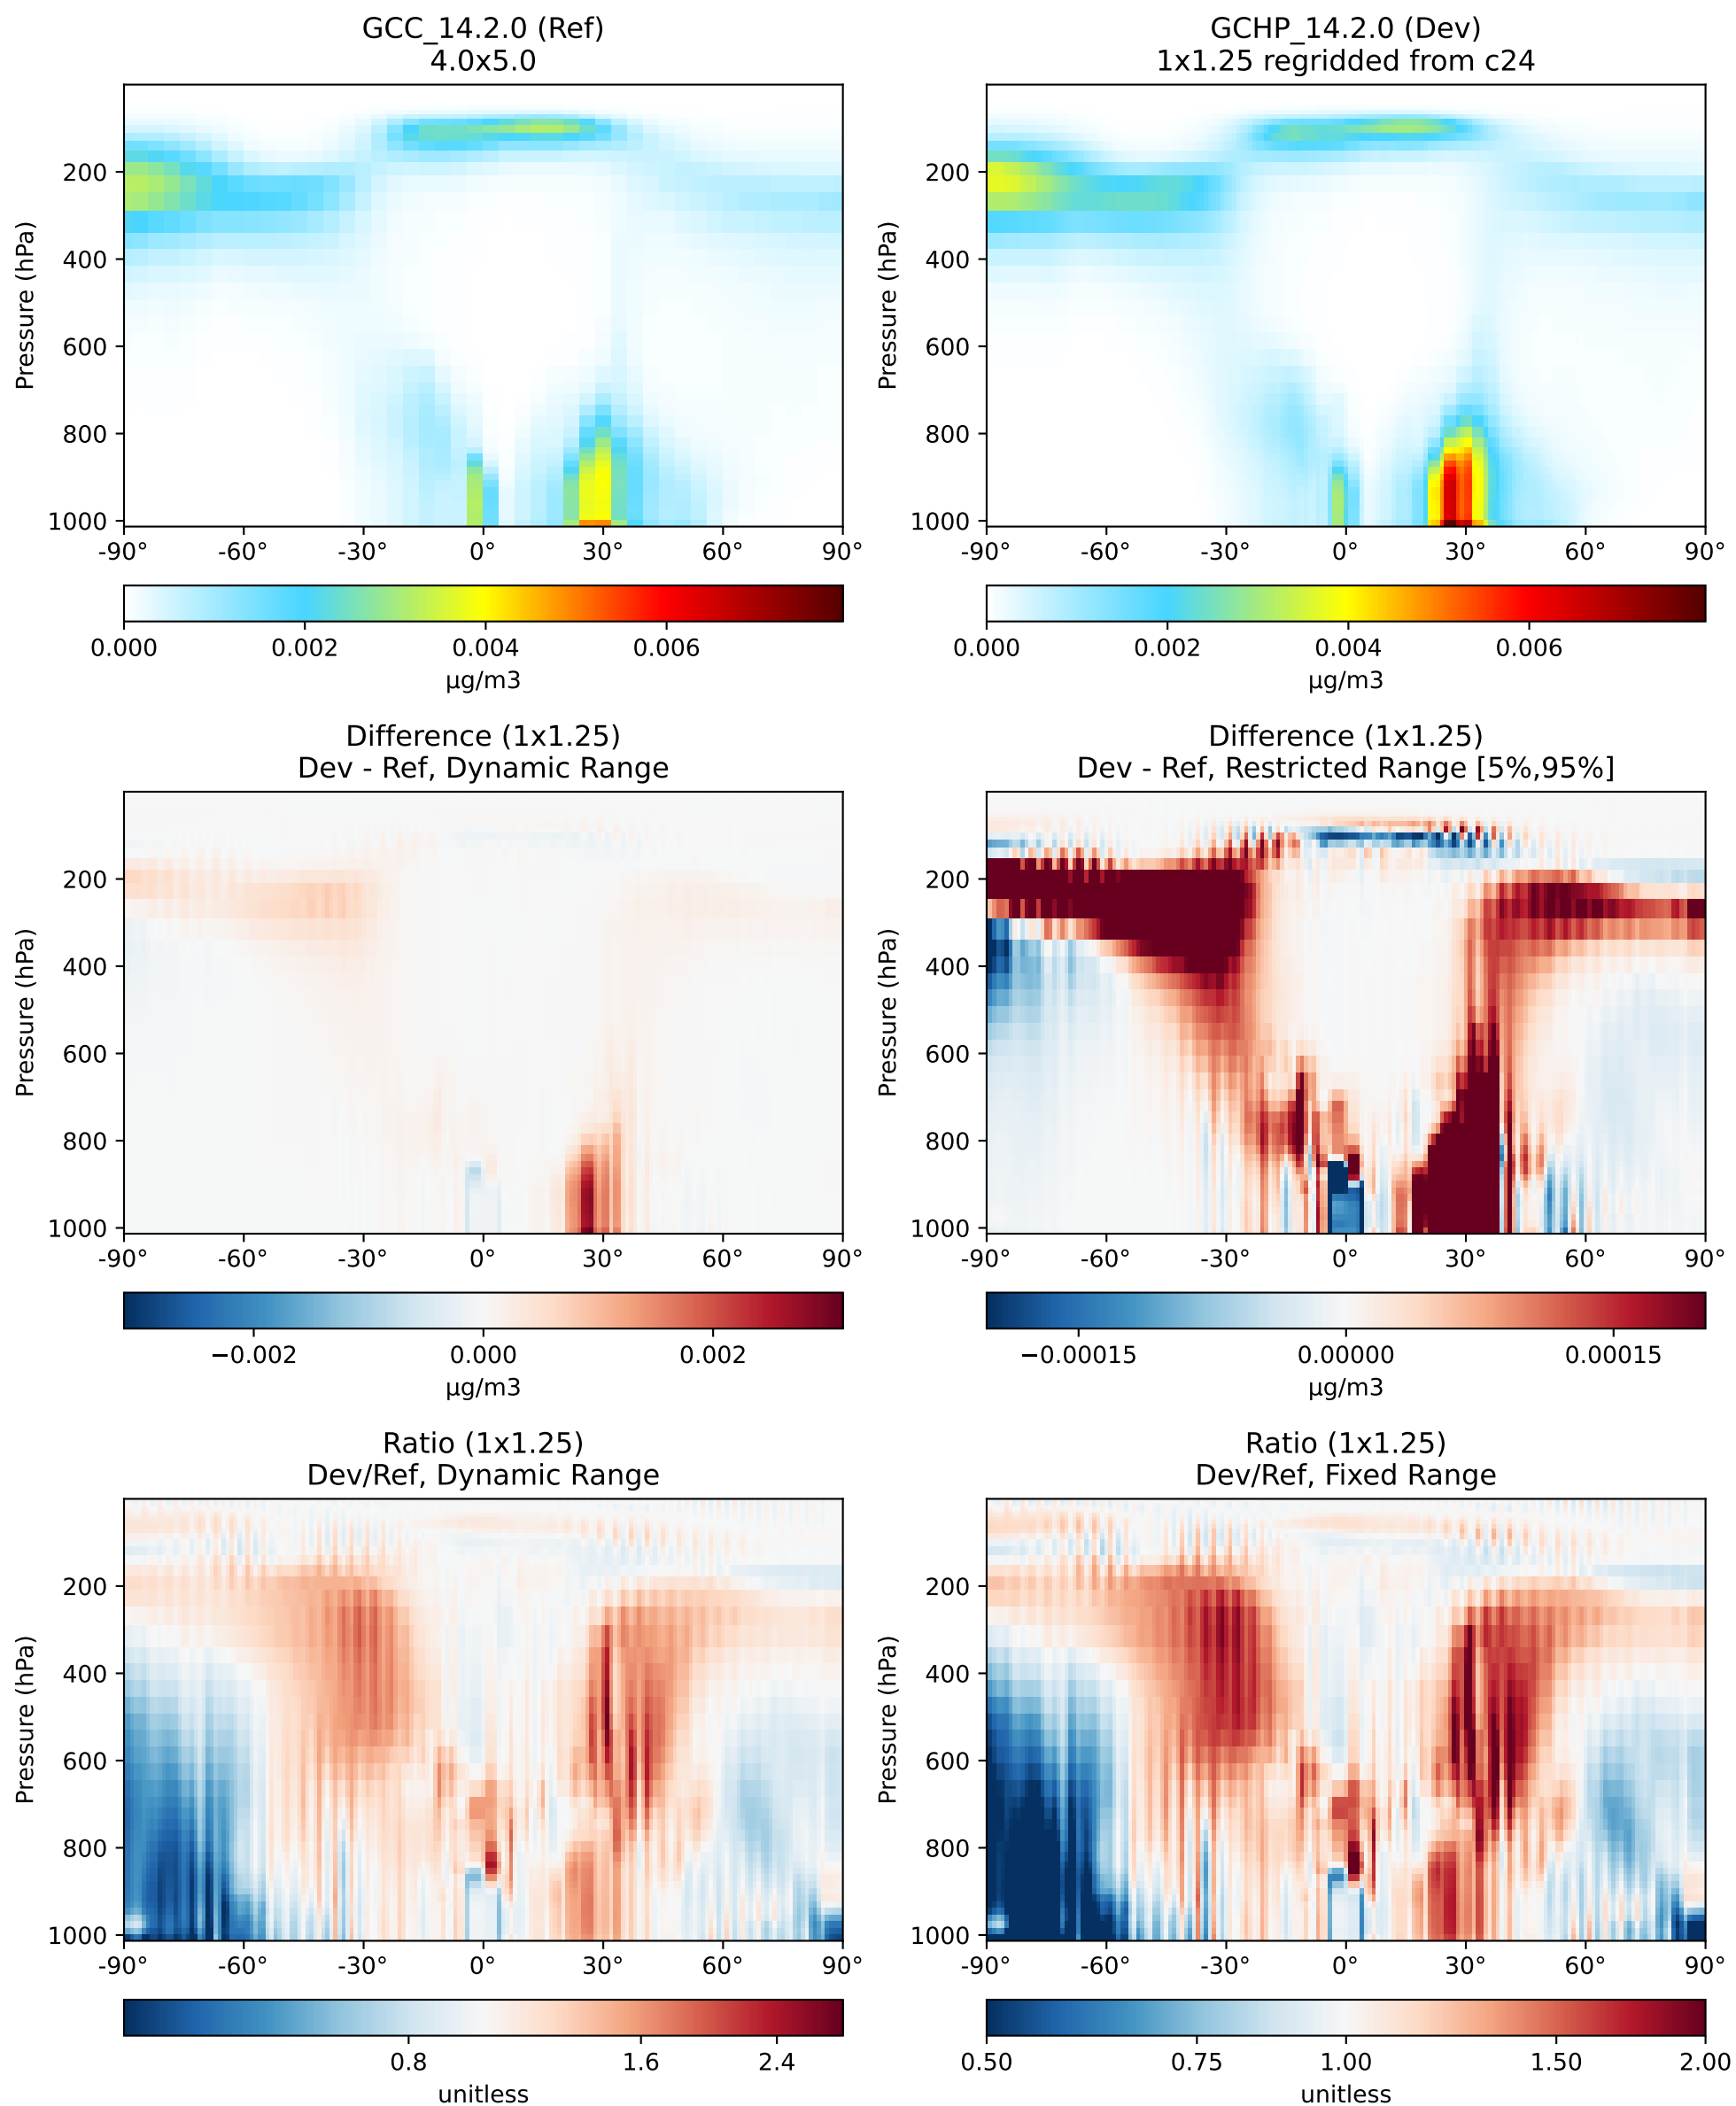 GCC_14.2.0 (Ref)
4.0x5.0
Pressure (hPa)
200
400
600
800
1000
-90° -60° -30° 0° 30° 60° 90°
0.000 0.002 0.004 0.006
µg/m3
GCHP_14.2.0 (Dev)
1x1.25 regridded from c24
Pressure (hPa)
200
400
600
800
1000
-90° -60° -30° 0° 30° 60° 90°
0.000 0.002 0.004 0.006
µg/m3
Difference (1x1.25)
Dev - Ref, Dynamic Range
Pressure (hPa)
200
400
600
800
1000
-90° -60° -30° 0° 30° 60° 90°
−0.002 0.000 0.002
µg/m3
Difference (1x1.25)
Dev - Ref, Restricted Range [5%,95%]
Pressure (hPa)
200
400
600
800
1000
-90° -60° -30° 0° 30° 60° 90°
−0.00015 0.00000 0.00015
µg/m3
Ratio (1x1.25)
Dev/Ref, Dynamic Range
Pressure (hPa)
200
400
600
800
1000
-90° -60° -30° 0° 30° 60° 90°
0.8 1.6 2.4
unitless
Ratio (1x1.25)
Dev/Ref, Fixed Range
Pressure (hPa)
200
400
600
800
1000
-90° -60° -30° 0° 30° 60° 90°
0.50 0.75 1.00 1.50 2.00
unitless